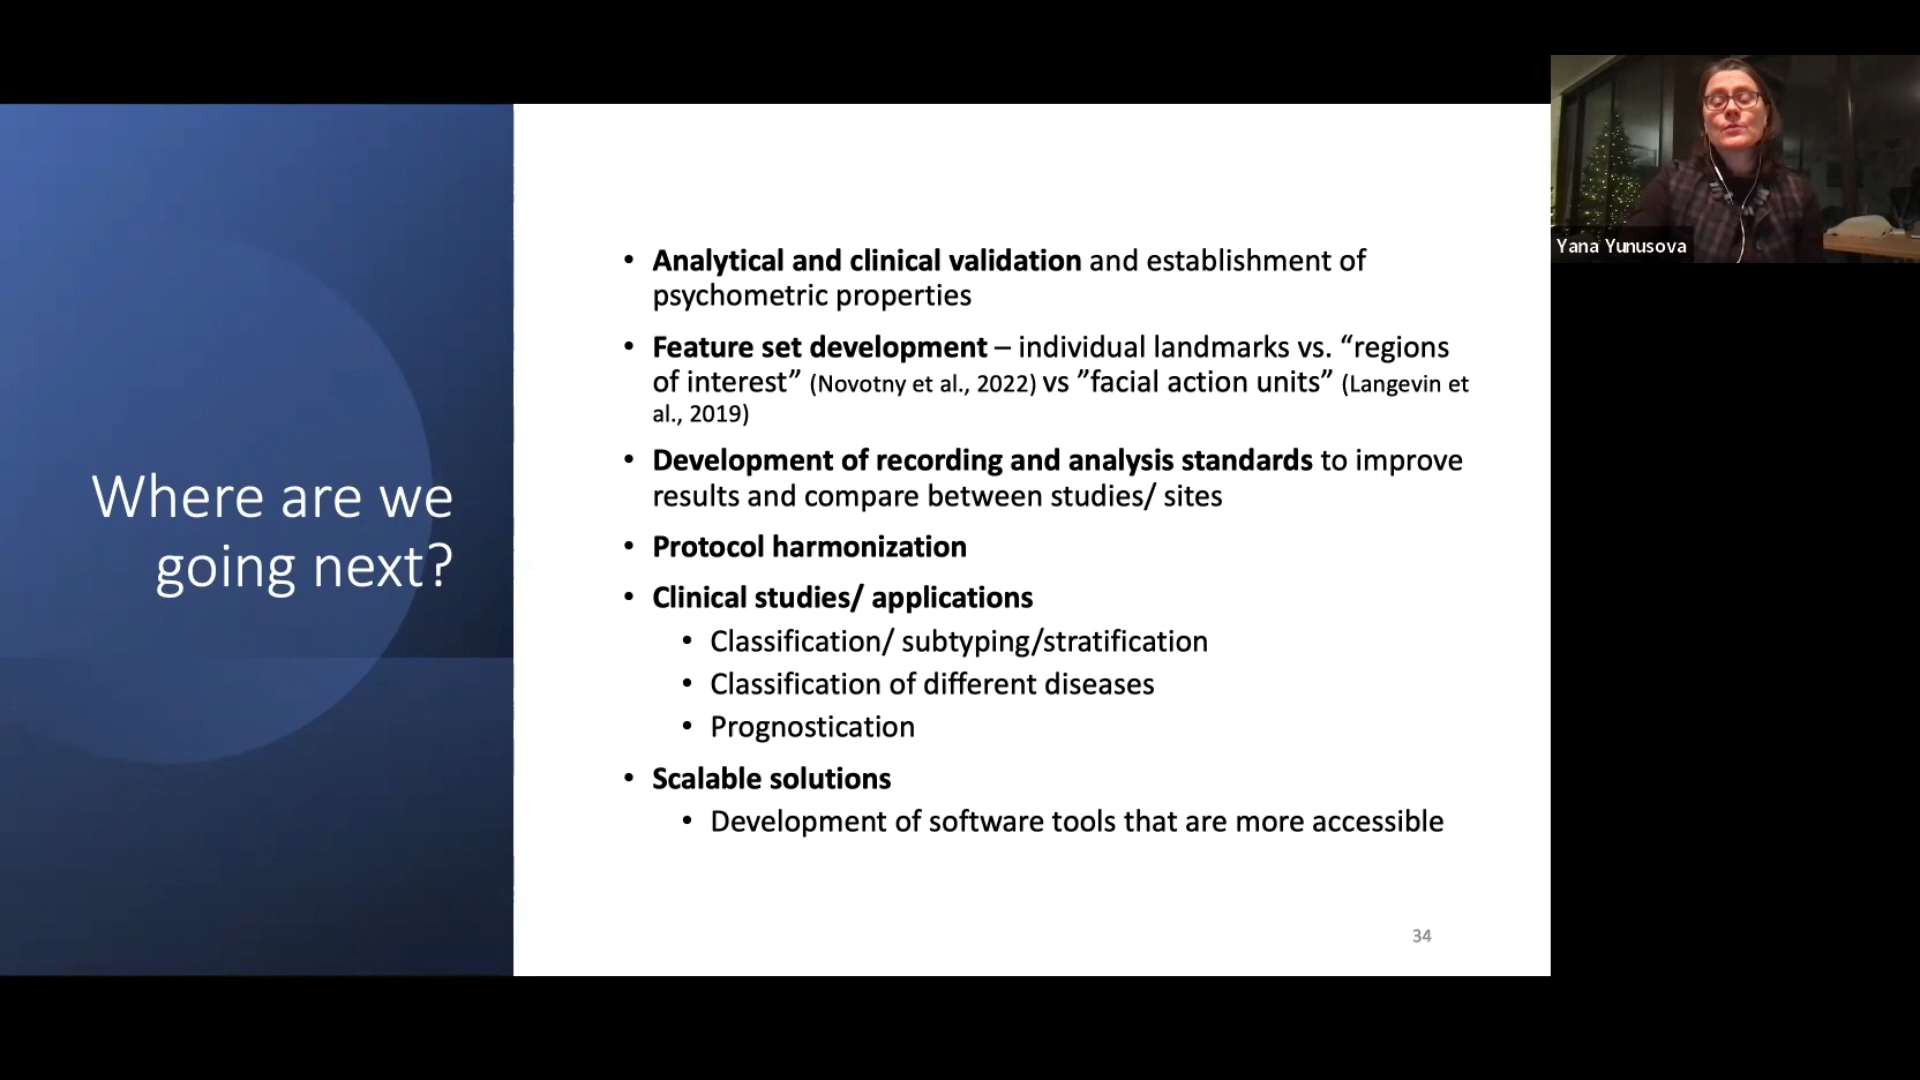 Where are we
going next?
• Analytical and clinical validation and establishment of
psychometric properties
• Feature set development – individual landmarks vs. “regions
of interest” (Novotny et al., 2022) vs ”facial action units” (Langevin et
al., 2019)
• Development of recording and analysis standards to improve
results and compare between studies/ sites
• Protocol harmonization
• Clinical studies/ applications
• Classification/ subtyping/stratification
• Classification of different diseases
• Prognostication
• Scalable solutions
• Development of software tools that are more accessible
34
Yana Yunusova